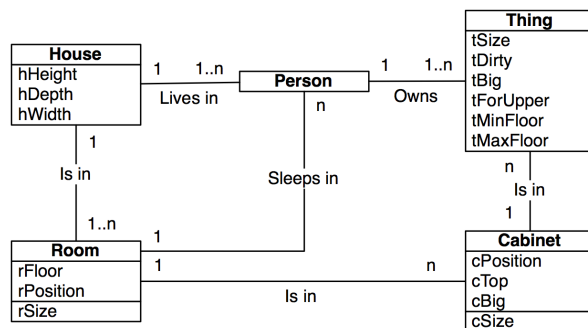 Thing
tSize
tDirty
tBig
tForUpper
tMinFloor
tMaxFloor
House
hHeight
hDepth
hWidth
1 1..n
Lives in
Person
1 1..n
Owns
n
Sleeps in
1
Is in
1..n
n
Is in
1
Room
rFloor
rPosition
rSize
1
1 n
Is in
Cabinet
cPosition
cTop
cBig
cSize